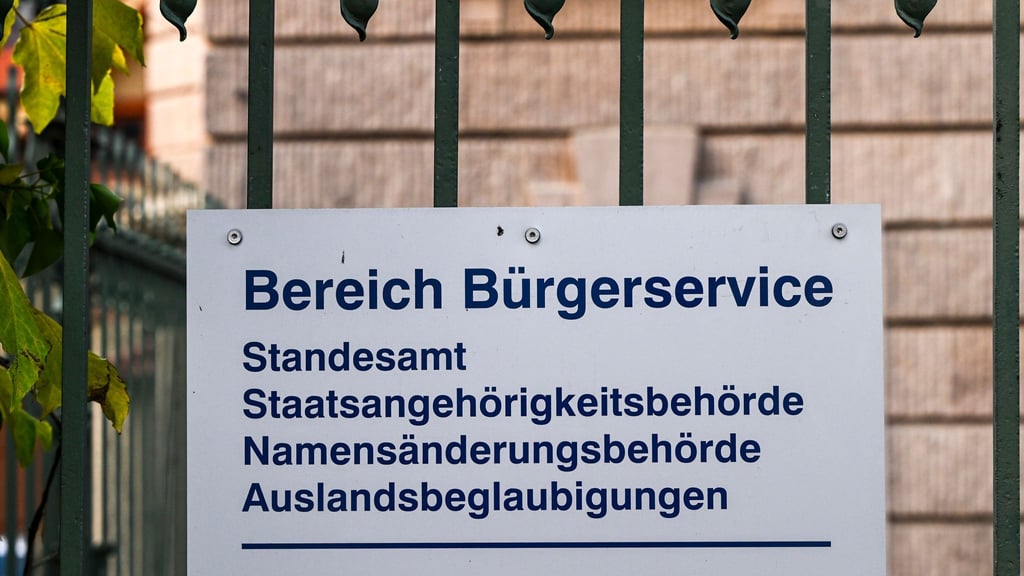 Bereich Bürgerservice
Standesamt
Staatsangehörigkeitsbehörde
Namensänderungsbehörde
Auslandsbeglaubigungen